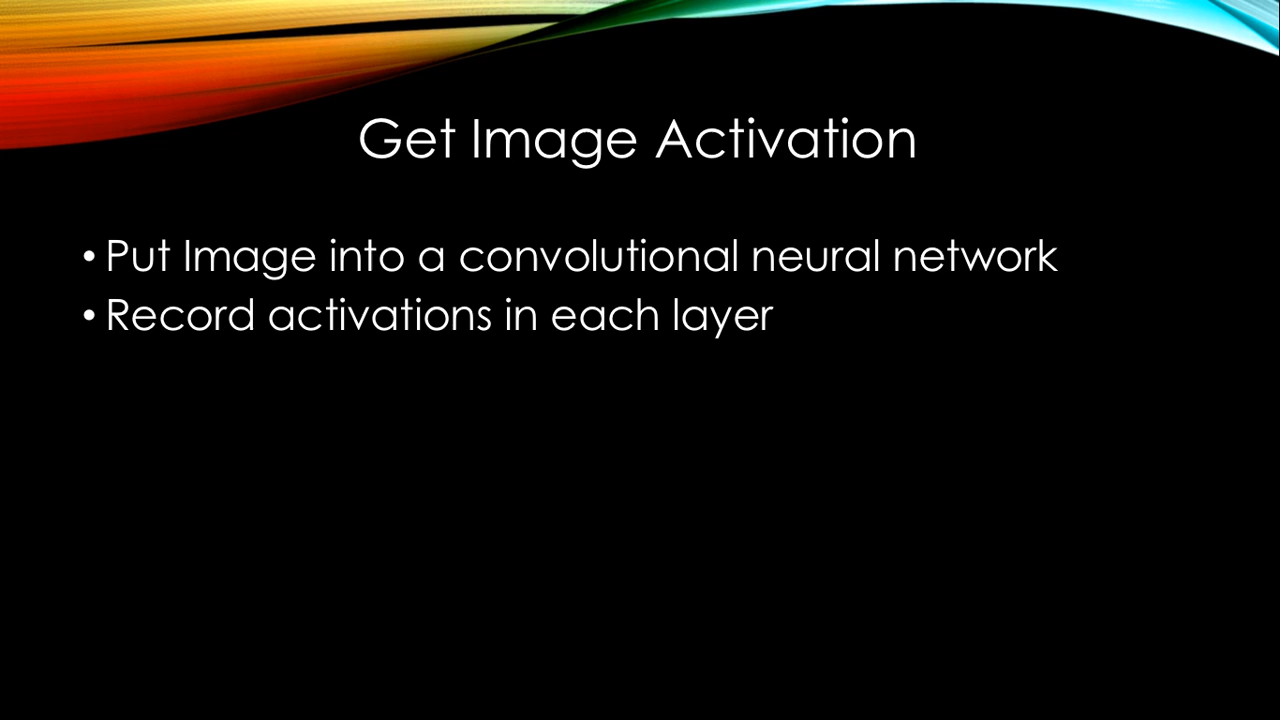 Get Image Activation
• Put Image into a convolutional neural network
• Record activations in each layer